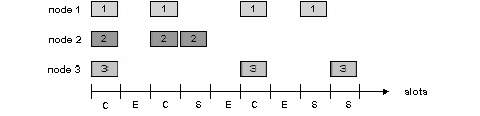 node 1 1 1 1 1
node 2 2 2 2
node 3 3 3 3
slots
C E C S E C E S S